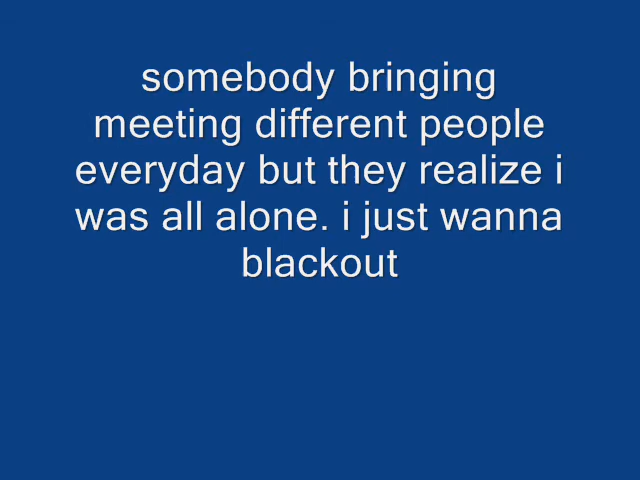 somebody bringing
meeting different people
everyday but they realize i
was all alone. i just wanna
blackout